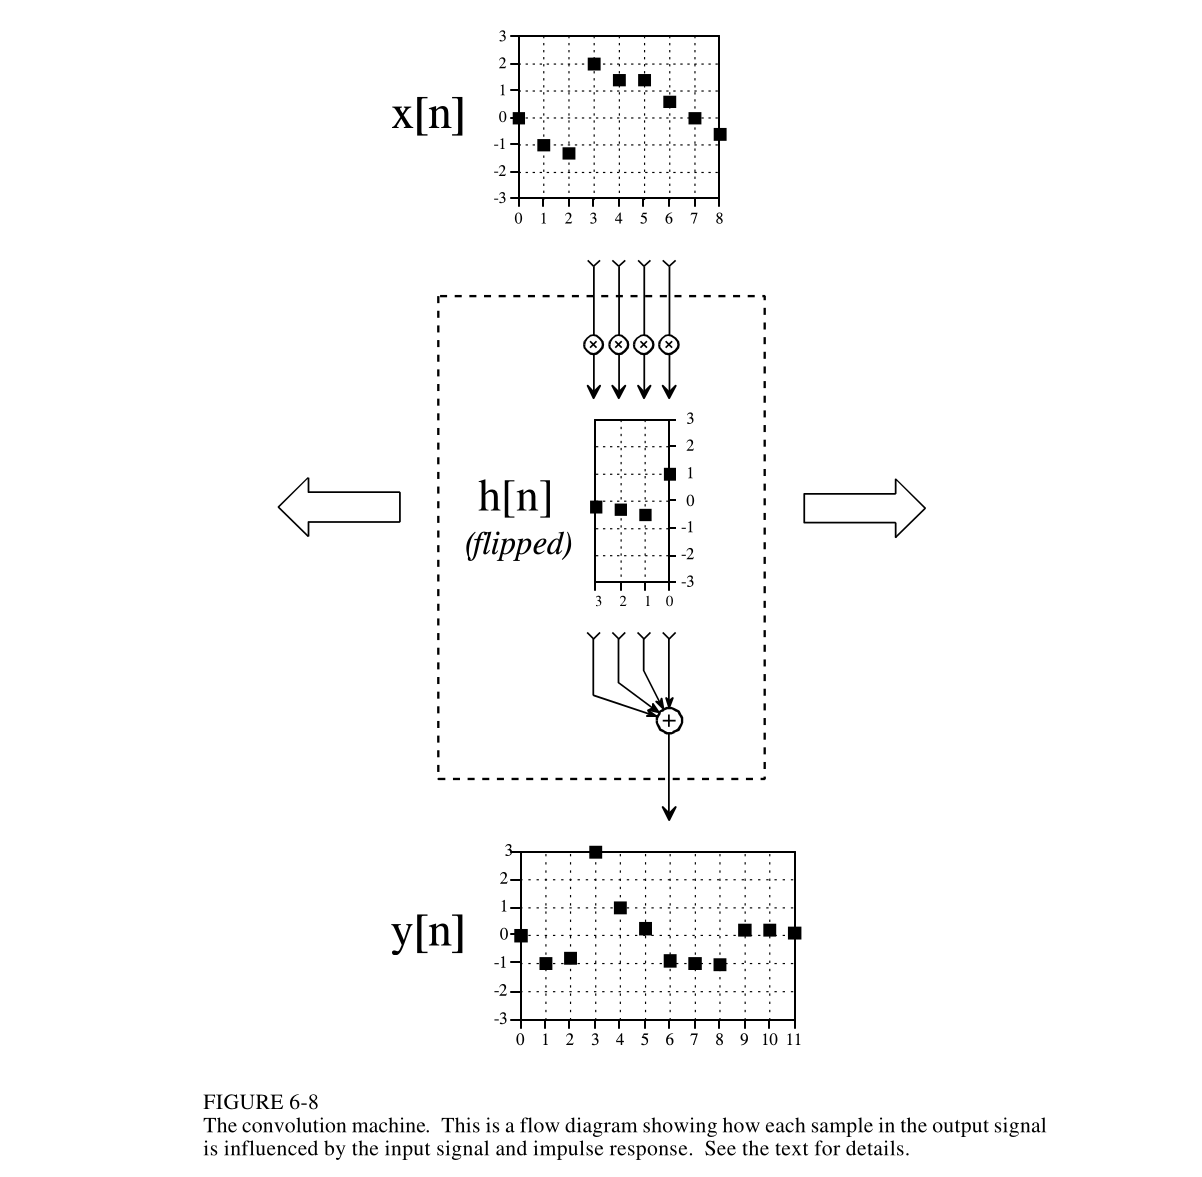 3
2
1
0
-1
-2
-3
x[n]
0 1 2 3 4 5 6 7 8
3
2
1
0
-1
-2
-3
h[n]
(flipped)
3 2 1 0
3
2
1
0
-1
-2
-3
y[n]
0 1 2 3 4 5 6 7 8 9 10 11
FIGURE 6-8
The convolution machine. This is a flow diagram showing how each sample in the output signal
is influenced by the input signal and impulse response. See the text for details.